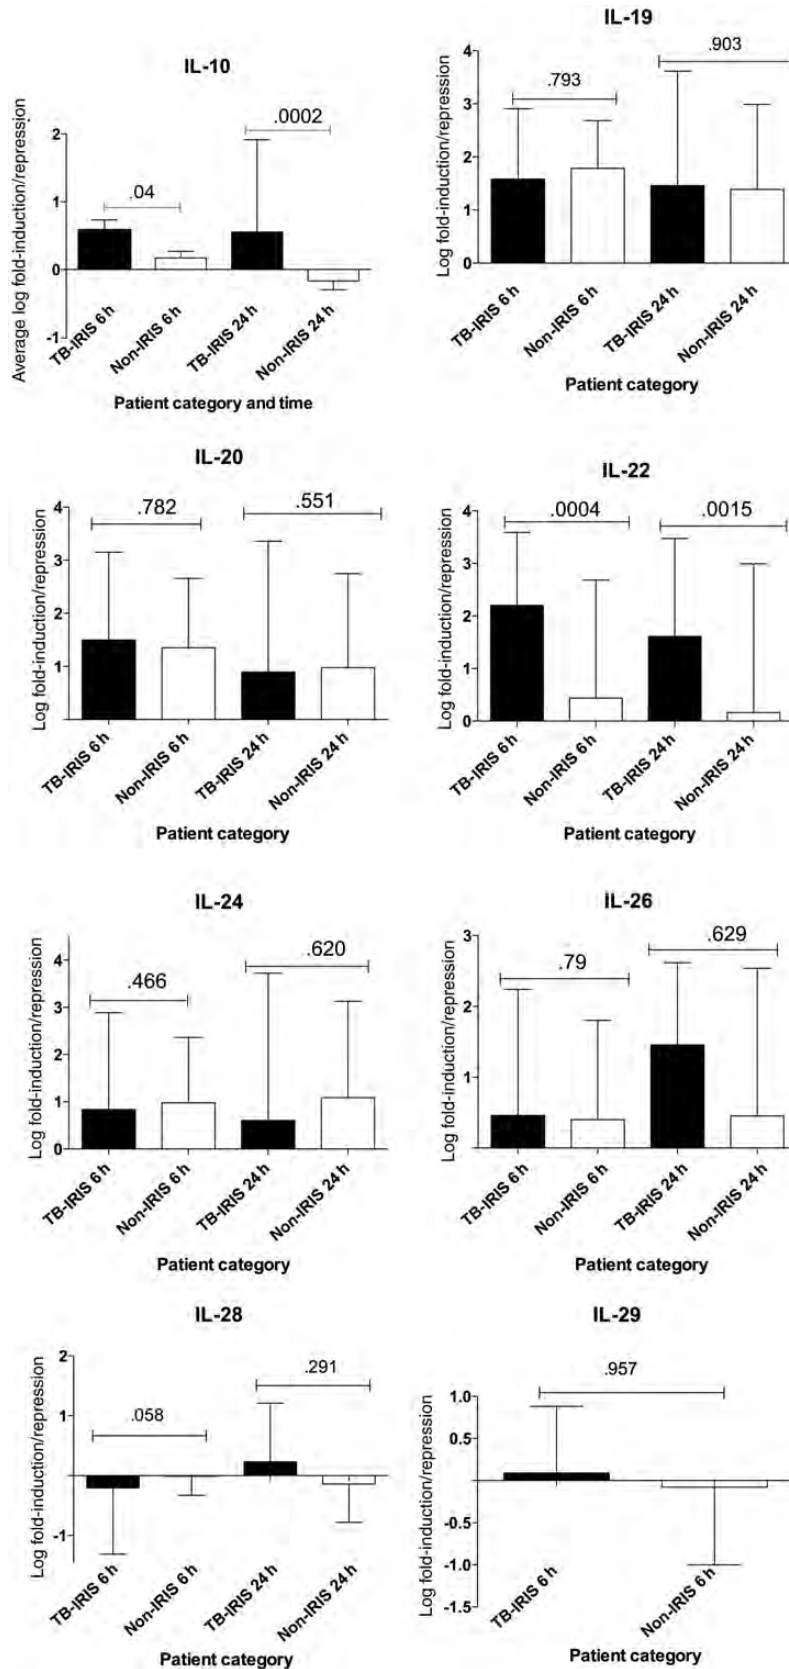 IL-10
Average log fold-induction/repression
2
1
0
-1
.04
.0002
TB-IRIS 6 h
Non-IRIS 6 h
TB-IRIS 24 h
Non-IRIS 24 h
Patient category and time
IL-19
Log fold-induction/repression
4
3
2
1
0
.793
.903
TB-IRIS 6 h
Non-IRIS 6 h
TB-IRIS 24 h
Non-IRIS 24 h
Patient category
IL-20
Log fold-induction/repression
4
3
2
1
.782
.551
TB-IRIS 6 h
Non-IRIS 6 h
TB-IRIS 24 h
Non-IRIS 24 h
Patient category
IL-22
Log fold-induction/repression
4
3
2
1
0
.0004
.0015
TB-IRIS 6 h
Non-IRIS 6 h
TB-IRIS 24 h
Non-IRIS 24 h
Patient category
IL-24
Log fold-induction/repression
4
3
2
1
0
.466
.620
TB-IRIS 6 h
Non-IRIS 6 h
TB-IRIS 24 h
Non-IRIS 24 h
Patient category
IL-26
Log fold-induction/repression
3
2
1
.79
.629
TB-IRIS 6 h
Non-IRIS 6 h
TB-IRIS 24 h
Non-IRIS 24 h
Patient category
IL-28
Log fold-induction/repression
2
1
-1
.058
.291
TB-IRIS 6 h
Non-IRIS 6 h
TB-IRIS 24 h
Non-IRIS 24 h
Patient category
IL-29
Log fold-induction/repression
1.0
0.5
-0.5
-1.0
-1.5
.957
TB-IRIS 6 h
Non-IRIS 6 h
Patient category